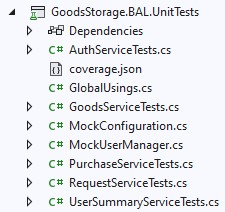 GoodsStorage.BAL.UnitTests
Dependencies
C# AuthServiceTests.cs
coverage.json
C# GlobalUsings.cs
C# GoodsServiceTests.cs
C# MockConfiguration.cs
C# MockUserManager.cs
C# PurchaseServiceTests.cs
C# RequestServiceTests.cs
C# UserSummaryServiceTests.cs